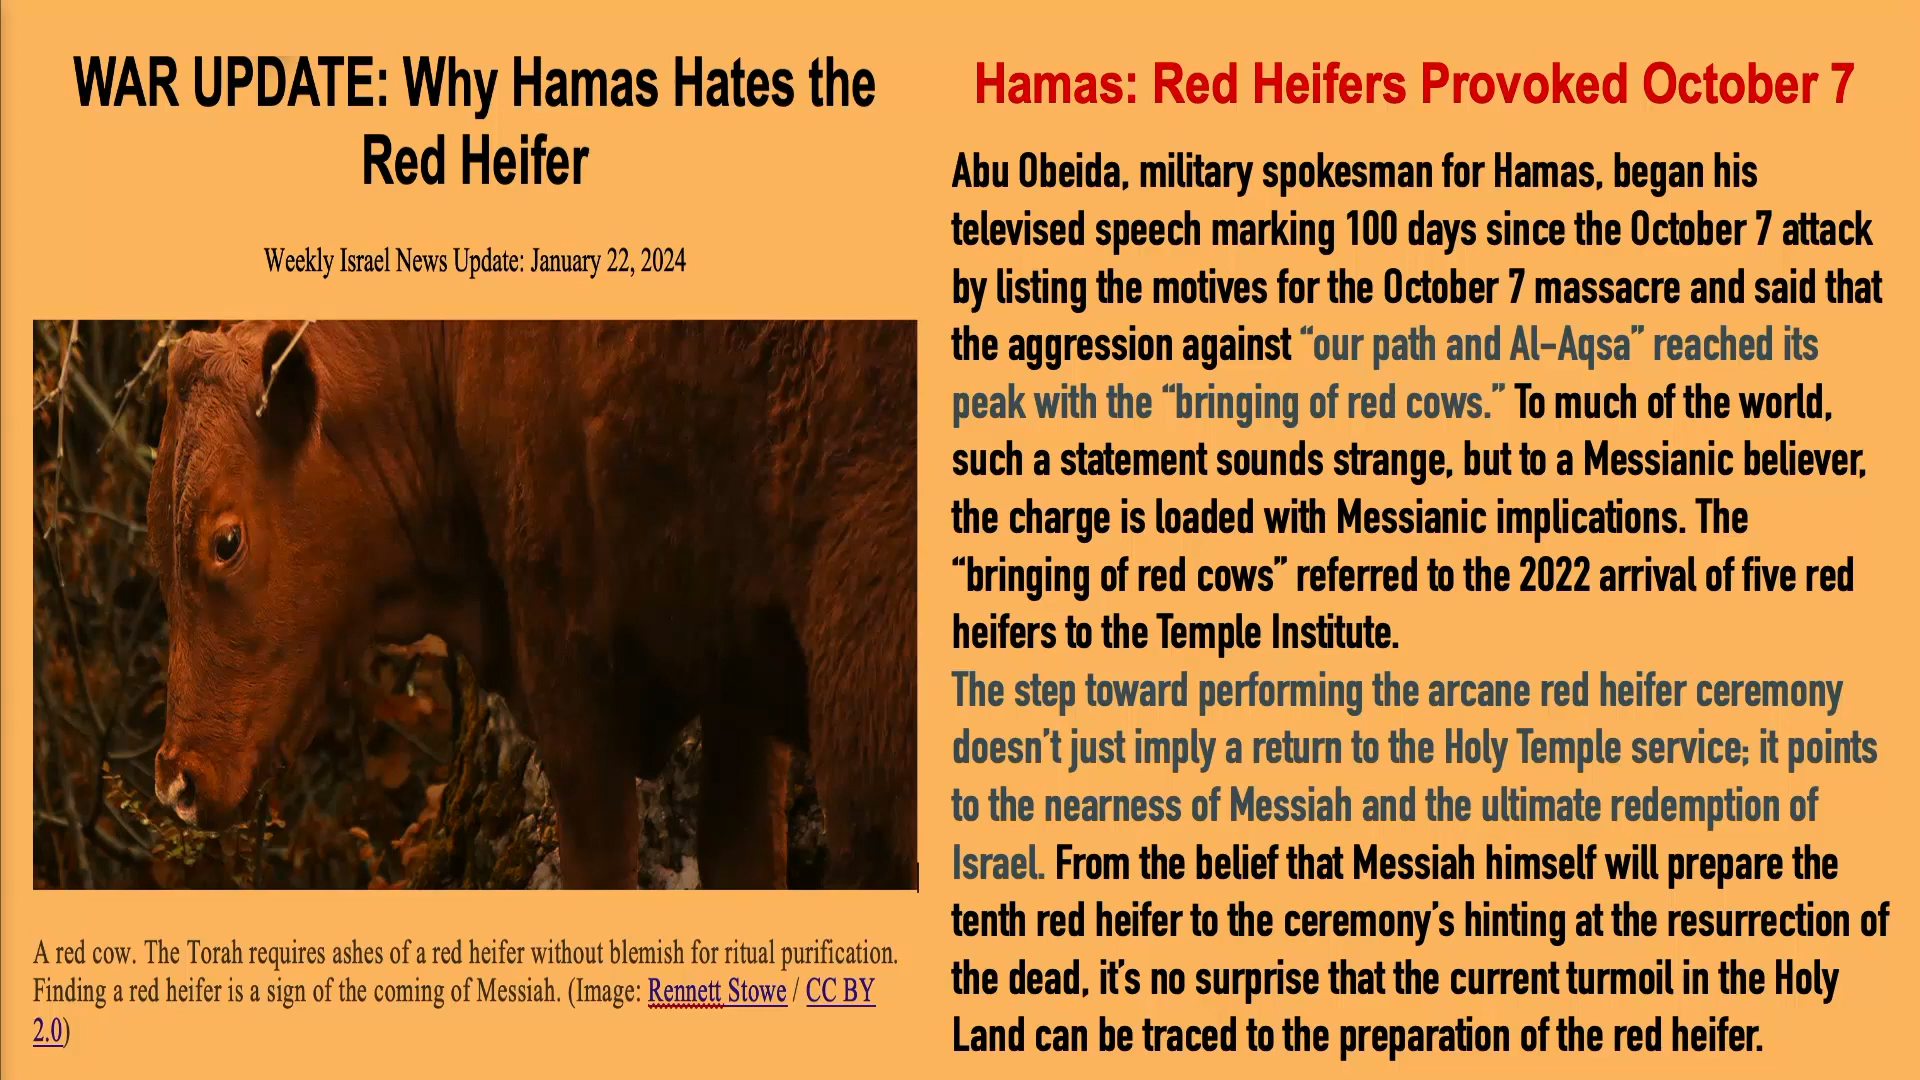 WAR UPDATE: Why Hamas Hates the
Red Heifer
Weekly Israel News Update: January 22, 2024
A red cow. The Torah requires ashes of a red heifer without blemish for ritual purification.
Finding a red heifer is a sign of the coming of Messiah. (Image: Rennett Stowe / CC BY
2.0)
Hamas: Red Heifers Provoked October 7
Abu Obeida, military spokesman for Hamas, began his
televised speech marking 100 days since the October 7 attack
by listing the motives for the October 7 massacre and said that
the aggression against “our path and Al-Aqsa” reached its
peak with the “bringing of red cows.” To much of the world,
such a statement sounds strange, but to a Messianic believer,
the charge is loaded with Messianic implications. The
“bringing of red cows” referred to the 2022 arrival of five red
heifers to the Temple Institute.
The step toward performing the arcane red heifer ceremony
doesn’t just imply a return to the Holy Temple service; it points
to the nearness of Messiah and the ultimate redemption of
Israel. From the belief that Messiah himself will prepare the
tenth red heifer to the ceremony’s hinting at the resurrection of
the dead, it’s no surprise that the current turmoil in the Holy
Land can be traced to the preparation of the red heifer.